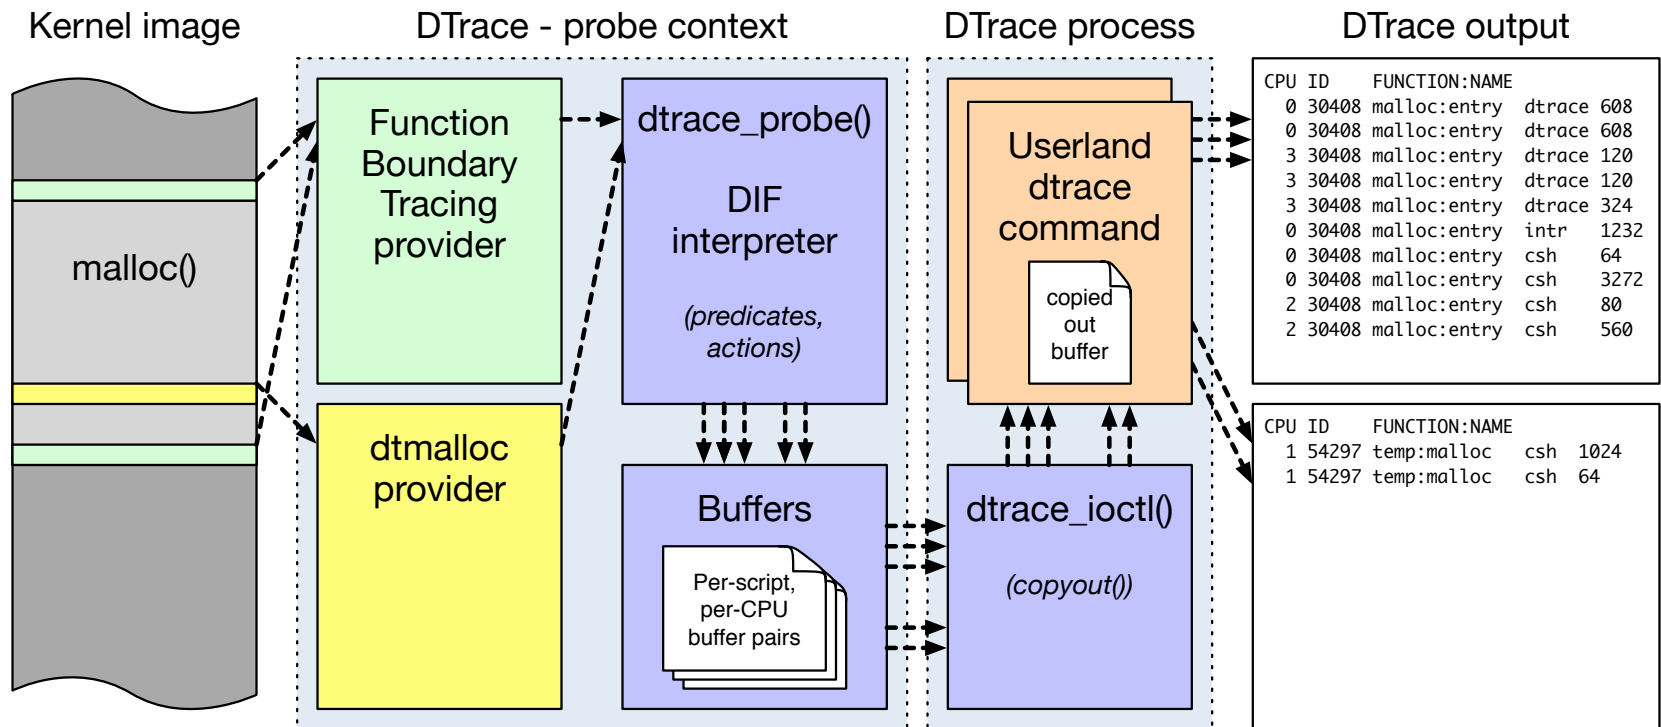 Kernel image
DTrace - probe context
DTrace process
DTrace output
malloc()
Function
Boundary
Tracing
provider
dtmalloc
provider
dtrace_probe()
DIF
interpreter
(predicates,
actions)
Buffers
Per-script,
per-CPU
buffer pairs
Userland
dtrace
command
copied
out
buffer
dtrace_ioctl()
(copyout())
CPU ID FUNCTION:NAME
0 30408 malloc:entry dtrace 608
0 30408 malloc:entry dtrace 608
3 30408 malloc:entry dtrace 120
3 30408 malloc:entry dtrace 120
3 30408 malloc:entry dtrace 324
0 30408 malloc:entry intr 1232
0 30408 malloc:entry csh 64
0 30408 malloc:entry csh 3272
2 30408 malloc:entry csh 80
2 30408 malloc:entry csh 560
CPU ID FUNCTION:NAME
1 54297 temp:malloc csh 1024
1 54297 temp:malloc csh 64